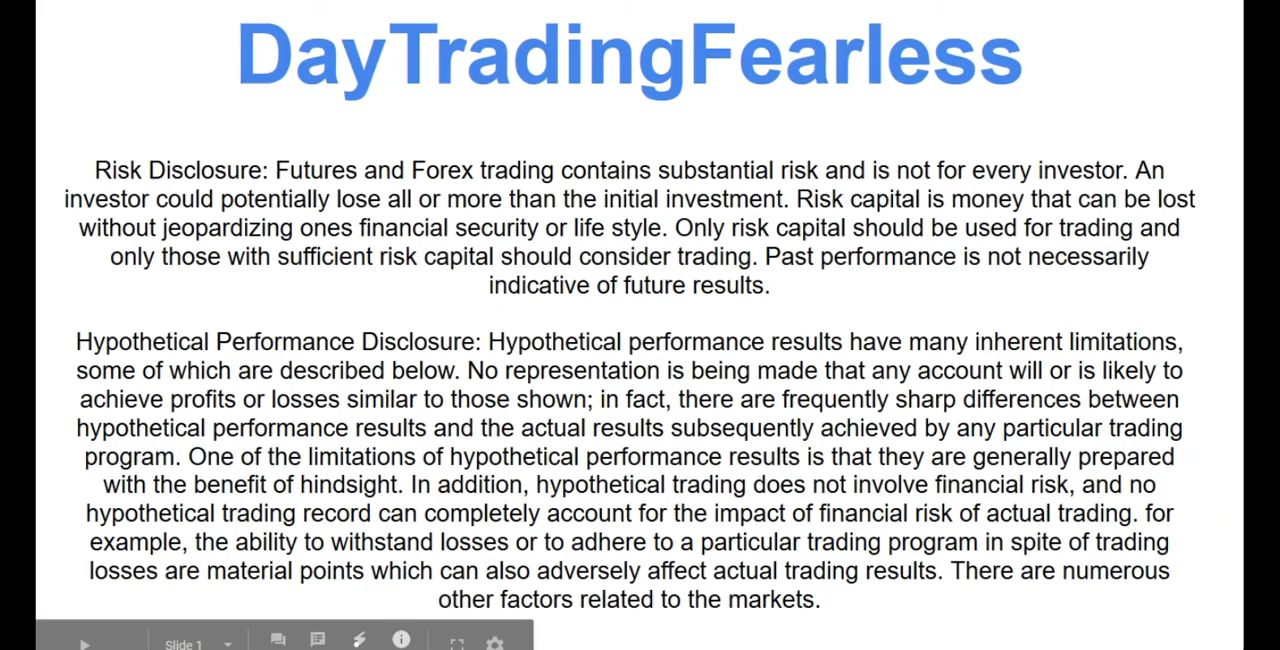 DayTradingFearless
Risk Disclosure: Futures and Forex trading contains substantial risk and is not for every investor. An
investor could potentially lose all or more than the initial investment. Risk capital is money that can be lost
without jeopardizing ones financial security or life style. Only risk capital should be used for trading and
only those with sufficient risk capital should consider trading. Past performance is not necessarily
indicative of future results.
Hypothetical Performance Disclosure: Hypothetical performance results have many inherent limitations,
some of which are described below. No representation is being made that any account will or is likely to
achieve profits or losses similar to those shown; in fact, there are frequently sharp differences between
hypothetical performance results and the actual results subsequently achieved by any particular trading
program. One of the limitations of hypothetical performance results is that they are generally prepared
with the benefit of hindsight. In addition, hypothetical trading does not involve financial risk, and no
hypothetical trading record can completely account for the impact of financial risk of actual trading. for
example, the ability to withstand losses or to adhere to a particular trading program in spite of trading
losses are material points which can also adversely affect actual trading results. There are numerous
other factors related to the markets.
Slide 1